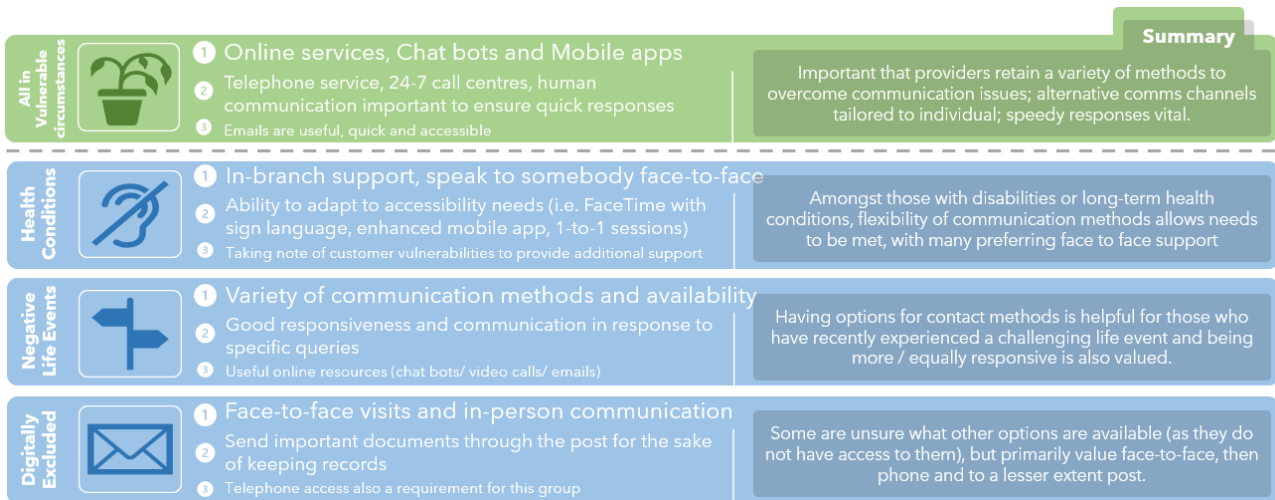 Summary
All in
Vulnerable
circumstances
1 Online services, Chat bots and Mobile apps
2 Telephone service, 24-7 call centres, human
communication important to ensure quick responses
3 Emails are useful, quick and accessible
Important that providers retain a variety of methods to
overcome communication issues; alternative comms channels
tailored to individual; speedy responses vital.
Health
Conditions
1 In-branch support, speak to somebody face-to-face
2 Ability to adapt to accessibility needs (i.e. FaceTime with
sign language, enhanced mobile app, 1-to-1 sessions)
3 Taking note of customer vulnerabilities to provide additional support
Amongst those with disabilities or long-term health
conditions, flexibility of communication methods allows needs
to be met, with many preferring face to face support
Negative
Life Events
1 Variety of communication methods and availability
2 Good responsiveness and communication in response to
specific queries
3 Useful online resources (chat bots/ video calls/ emails)
Having options for contact methods is helpful for those who
have recently experienced a challenging life event and being
more / equally responsive is also valued.
Digitally
Excluded
1 Face-to-face visits and in-person communication
2 Send important documents through the post for the sake
of keeping records
3 Telephone access also a requirement for this group
Some are unsure what other options are available (as they do
not have access to them), but primarily value face-to-face, then
phone and to a lesser extent post.